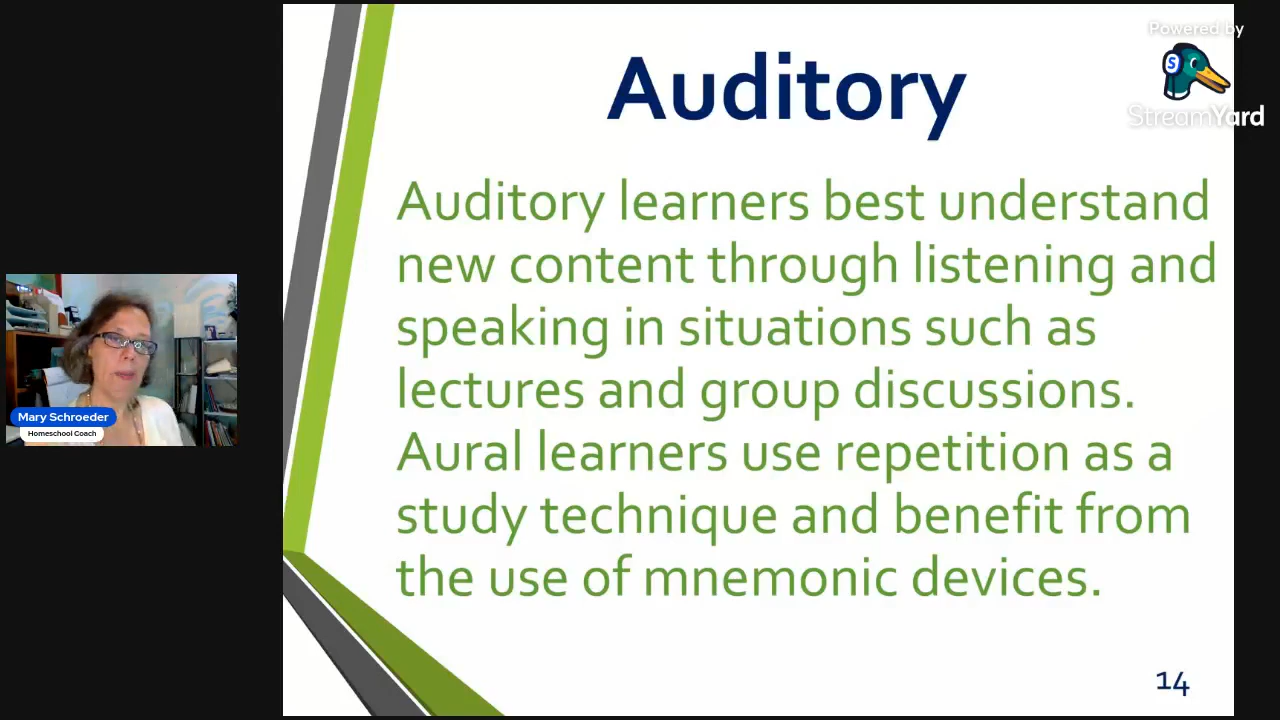 Powered by
S
StreamYard
Auditory
Auditory learners best understand
new content through listening and
speaking in situations such as
lectures and group discussions.
Aural learners use repetition as a
study technique and benefit from
the use of mnemonic devices.
Mary Schroeder
Homeschool Coach
14